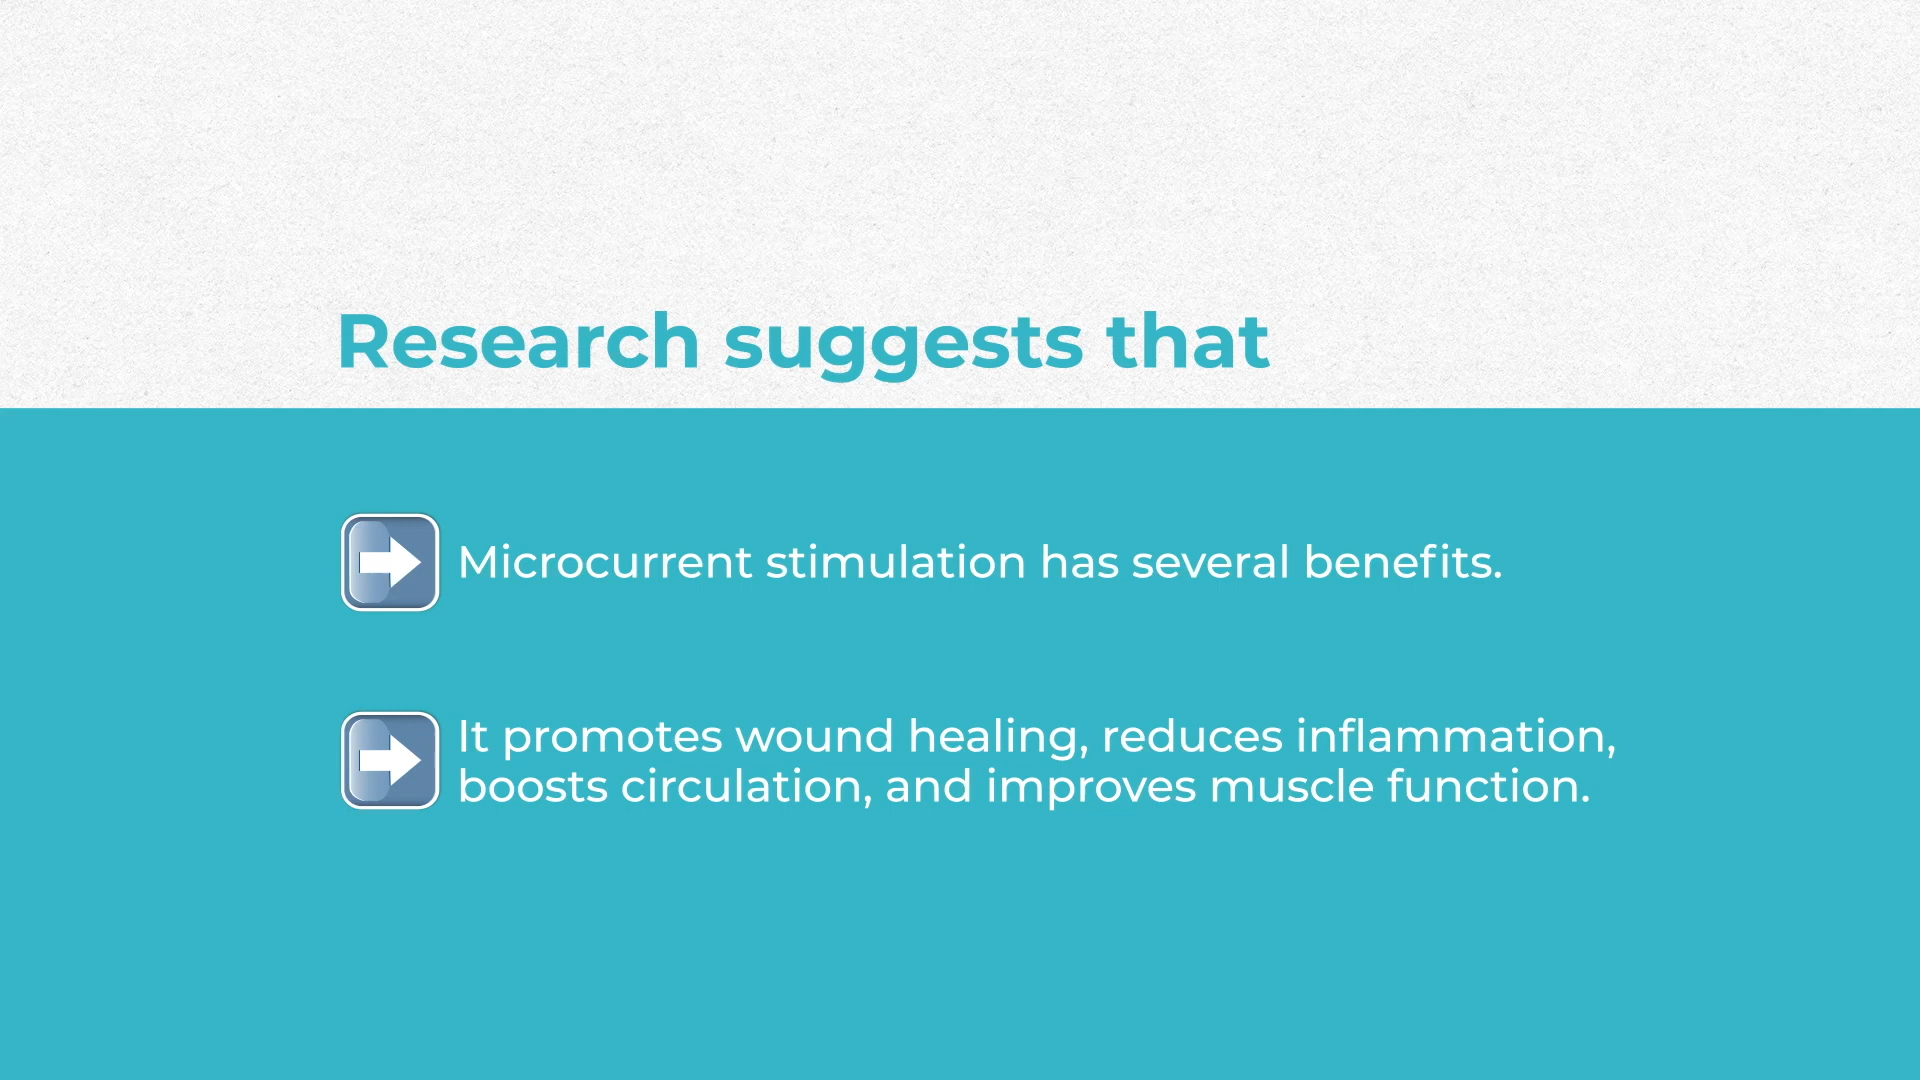 Research suggests that
Microcurrent stimulation has several benefits.
It promotes wound healing, reduces inflammation,
boosts circulation, and improves muscle function.